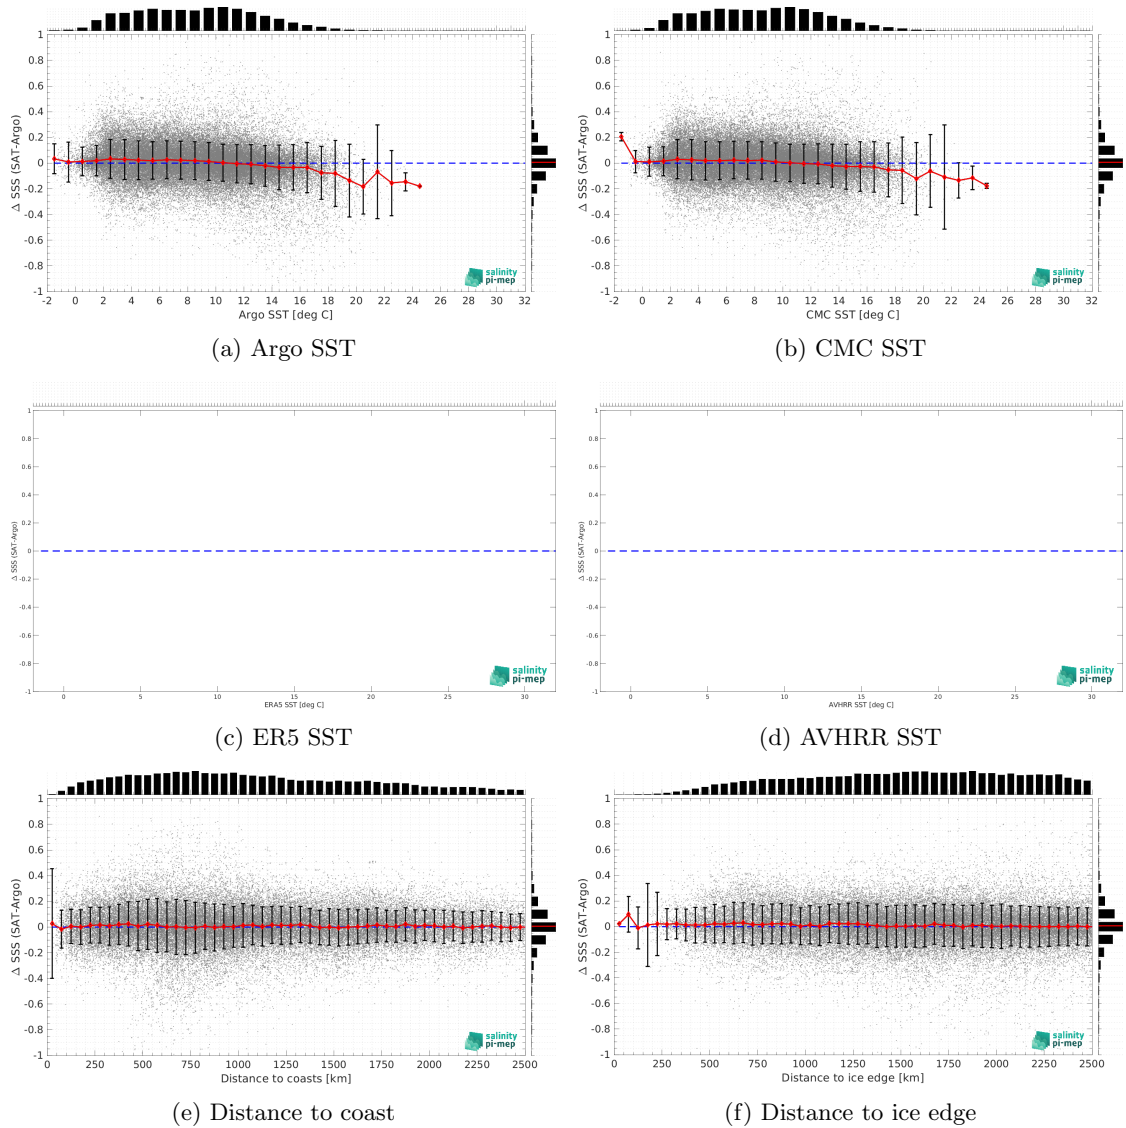 1
0.8
0.6
0.4
0.2
0
-0.2
-0.4
-0.6
-0.8
-1
Δ SSS (SAT-Argo)
-2 0 2 4 6 8 10 12 14 16 18 20 22 24 26 28 30 32
Argo SST [deg C]
salinity
pi-mep
(a) Argo SST
1
0.8
0.6
0.4
0.2
0
-0.2
-0.4
-0.6
-0.8
-1
Δ SSS (SAT-Argo)
-2 0 2 4 6 8 10 12 14 16 18 20 22 24 26 28 30 32
CMC SST [deg C]
salinity
pi-mep
(b) CMC SST
1
0.8
0.6
0.4
0.2
0
-0.2
-0.4
-0.6
-0.8
-1
Δ SSS (SAT-Argo)
0 5 10 15 20 25 30
ERA5 SST [deg C]
salinity
pi-mep
(c) ER5 SST
1
0.8
0.6
0.4
0.2
0
-0.2
-0.4
-0.6
-0.8
-1
Δ SSS (SAT-Argo)
0 5 10 15 20 25 30
AVHRR SST [deg C]
salinity
pi-mep
(d) AVHRR SST
1
0.8
0.6
0.4
0.2
0
-0.2
-0.4
-0.6
-0.8
-1
Δ SSS (SAT-Argo)
0 250 500 750 1000 1250 1500 1750 2000 2250 2500
Distance to coasts [km]
salinity
pi-mep
(e) Distance to coast
1
0.8
0.6
0.4
0.2
0
-0.2
-0.4
-0.6
-0.8
-1
Δ SSS (SAT-Argo)
0 250 500 750 1000 1250 1500 1750 2000 2250 2500
Distance to ice edge [km]
salinity
pi-mep
(f) Distance to ice edge